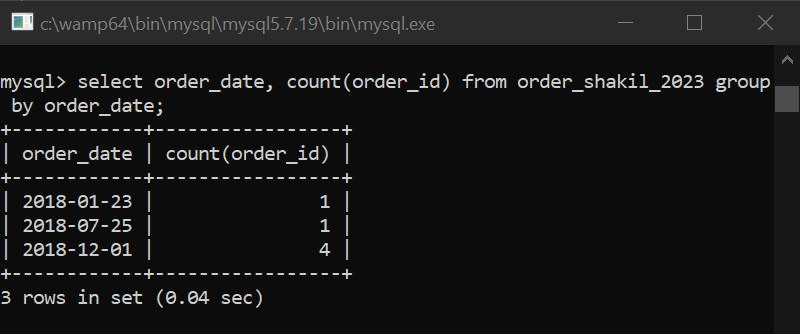 c:\wamp64\bin\mysql\mysql5.7.19\bin\mysql.exe
mysql> select order_date, count(order_id) from order_shakil_2023 group
 by order_date;
+------------+-----------------+
| order_date | count(order_id) |
+------------+-----------------+
| 2018-01-23 |               1 |
| 2018-07-25 |               1 |
| 2018-12-01 |               4 |
+------------+-----------------+
3 rows in set (0.04 sec)